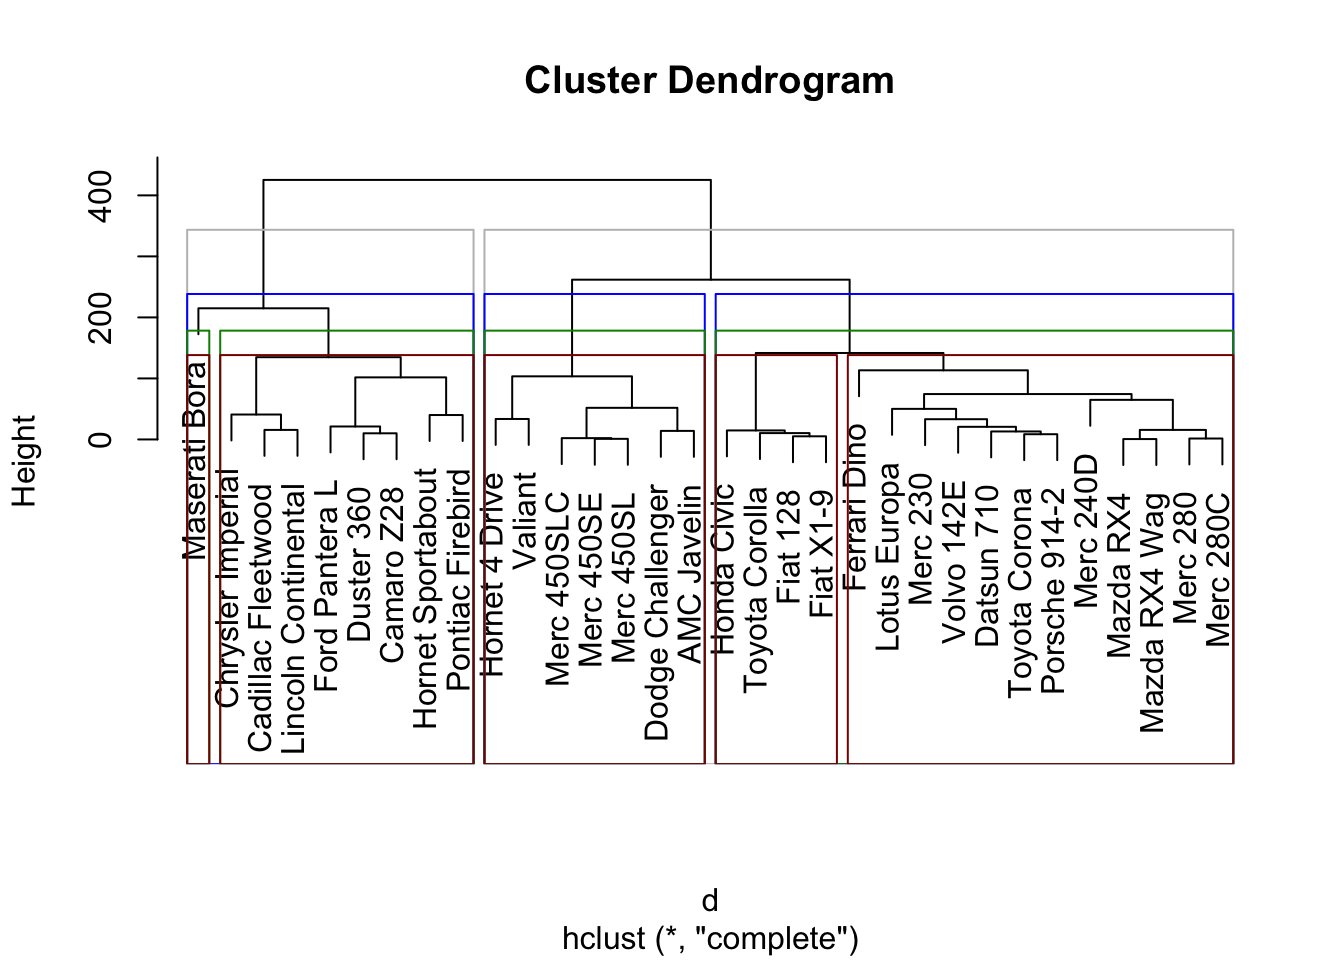 Cluster Dendrogram
Height
400
200
0
Maserati Bora
Chrysler Imperial
Cadillac Fleetwood
Lincoln Continental
Ford Pantera L
Duster 360
Camaro Z28
Hornet Sportabout
Pontiac Firebird
Hornet 4 Drive
Valiant
Merc 450SLC
Merc 450SE
Merc 450SL
Dodge Challenger
AMC Javelin
Honda Civic
Toyota Corolla
Fiat 128
Fiat X1-9
Ferrari Dino
Lotus Europa
Merc 230
Volvo 142E
Datsun 710
Toyota Corona
Porsche 914-2
Merc 240D
Mazda RX4
Mazda RX4 Wag
Merc 280
Merc 280C
d
hclust (*, "complete")